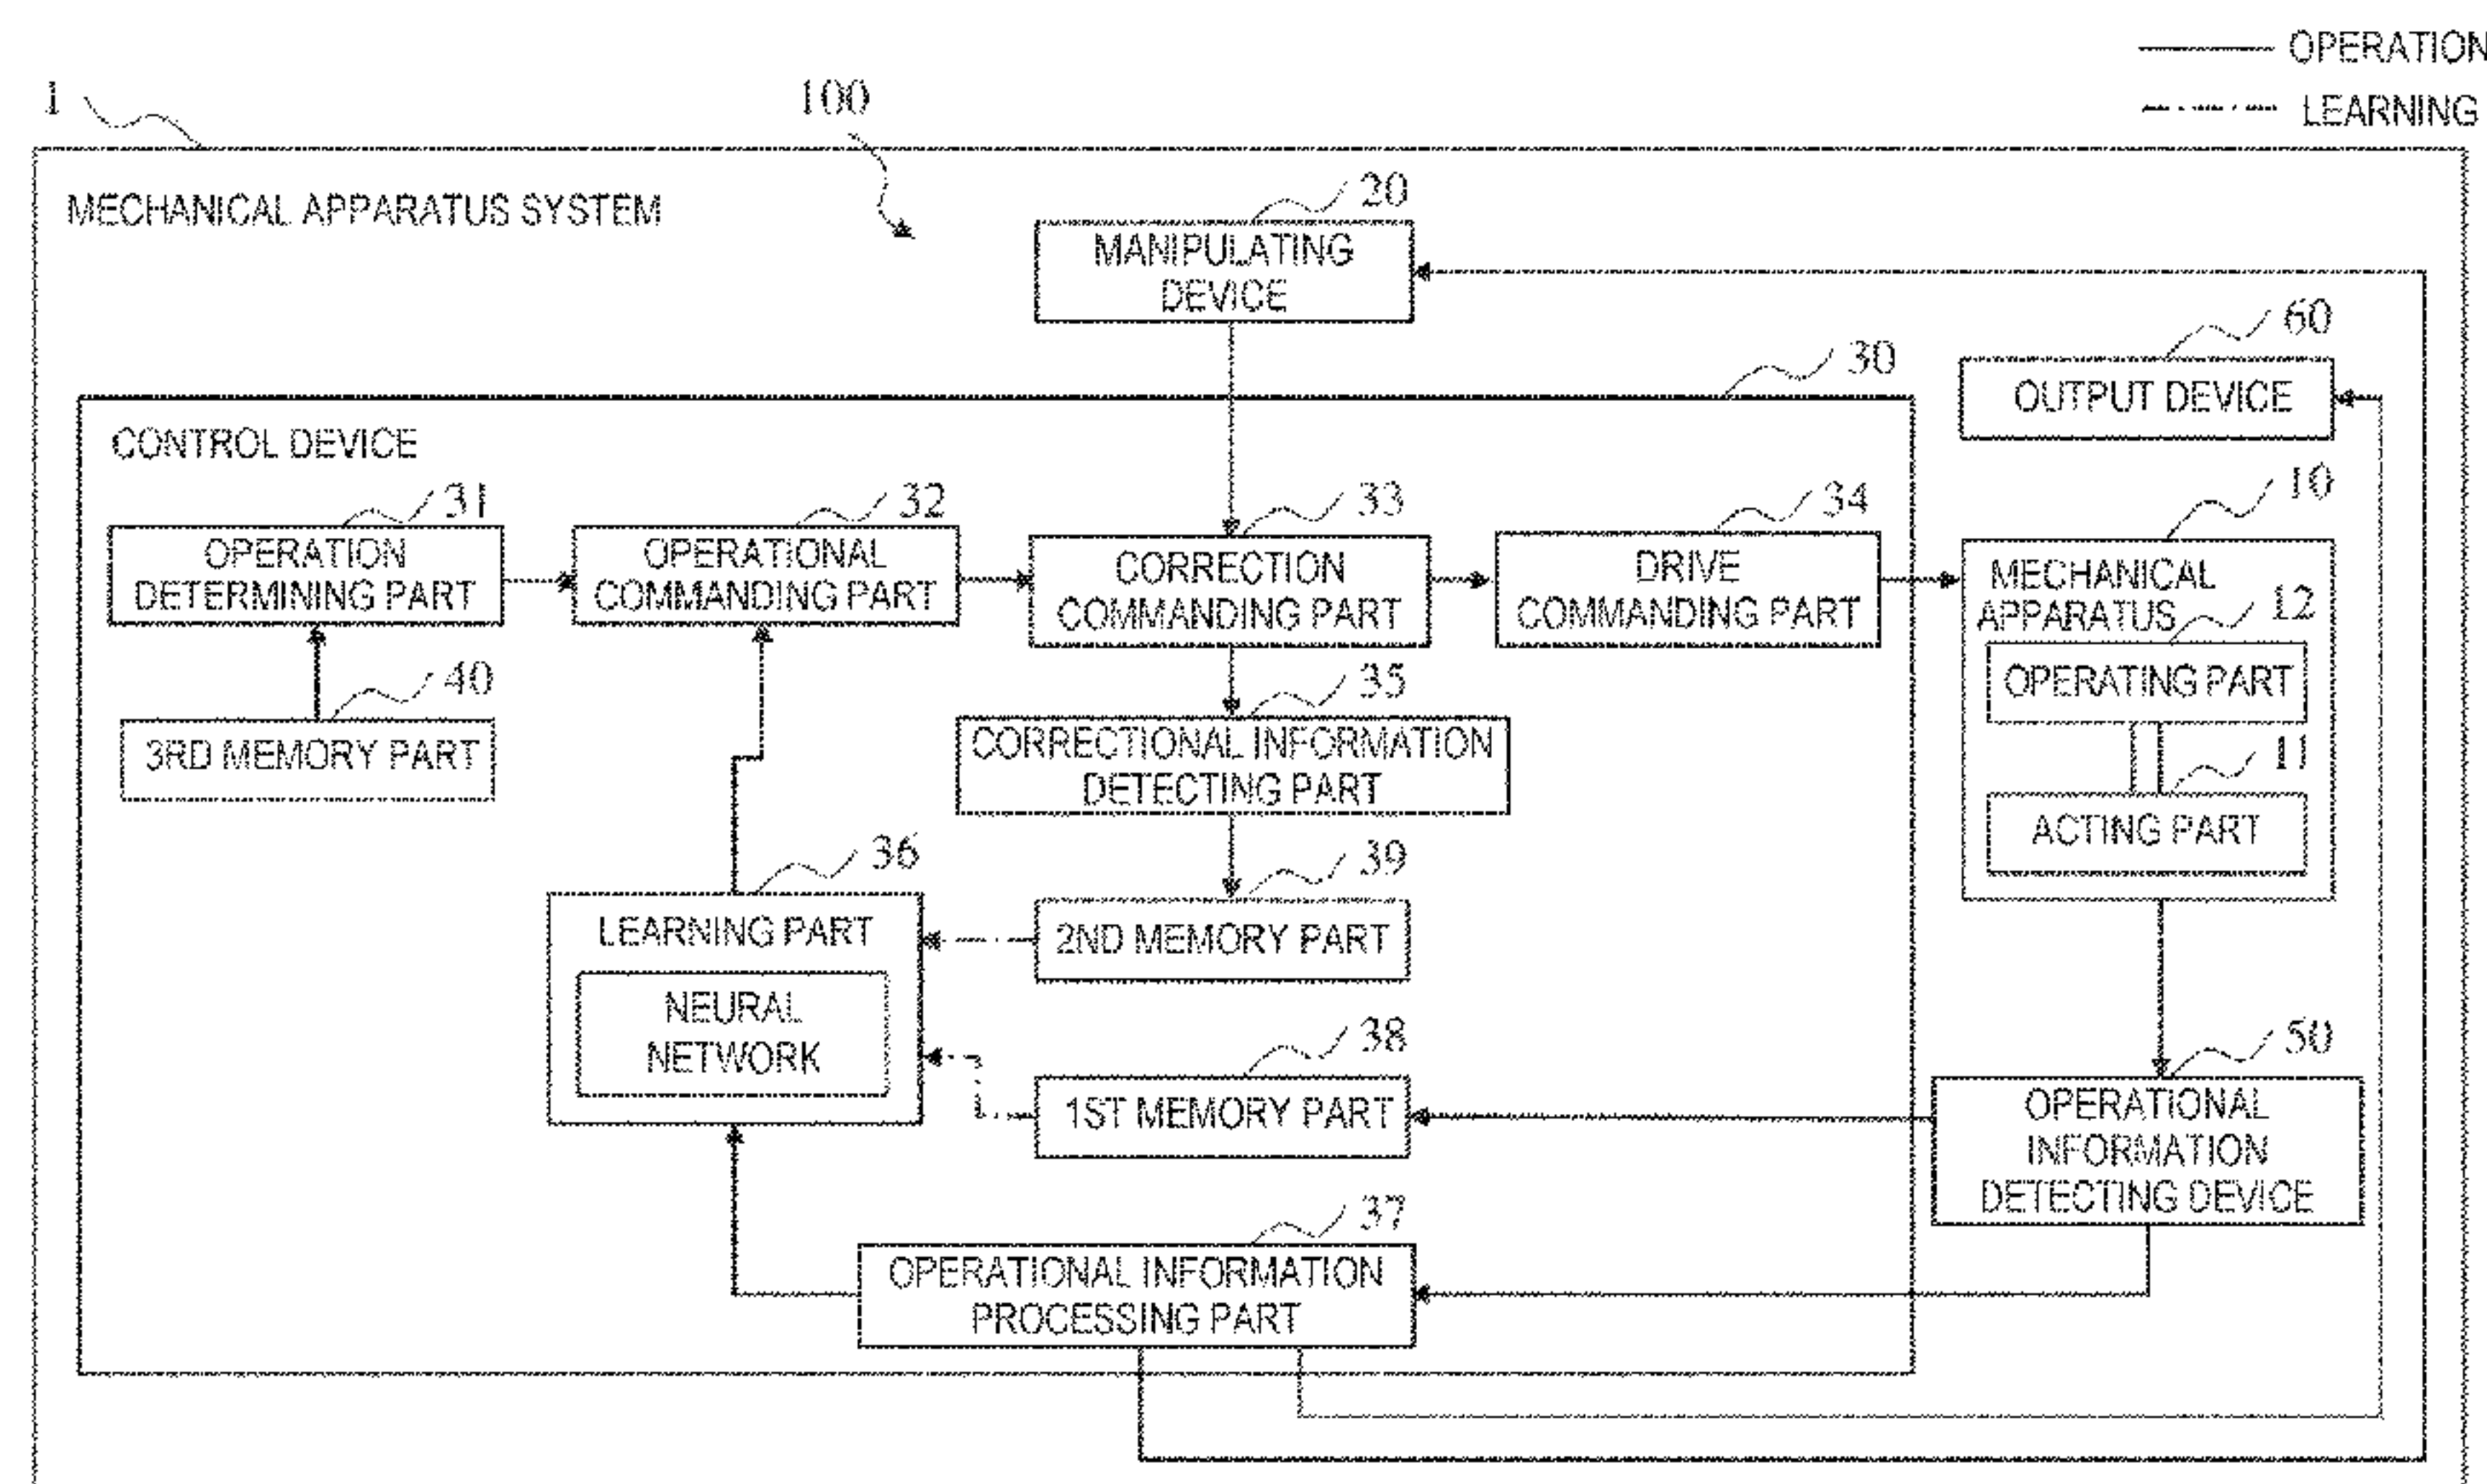 OPERATION
LEARNING
1
100
MECHANICAL APPARATUS SYSTEM
20
MANIPULATING
DEVICE
60
OUTPUT DEVICE
30
CONTROL DEVICE
31
OPERATION
DETERMINING PART
32
OPERATIONAL
COMMANDING PART
33
CORRECTION
COMMANDING PART
34
DRIVE
COMMANDING PART
10
MECHANICAL
APPARATUS
12
OPERATING PART
11
ACTING PART
40
3RD MEMORY PART
35
CORRECTIONAL INFORMATION
DETECTING PART
36
LEARNING PART
NEURAL
NETWORK
39
2ND MEMORY PART
38
1ST MEMORY PART
50
OPERATIONAL
INFORMATION
DETECTING DEVICE
37
OPERATIONAL INFORMATION
PROCESSING PART